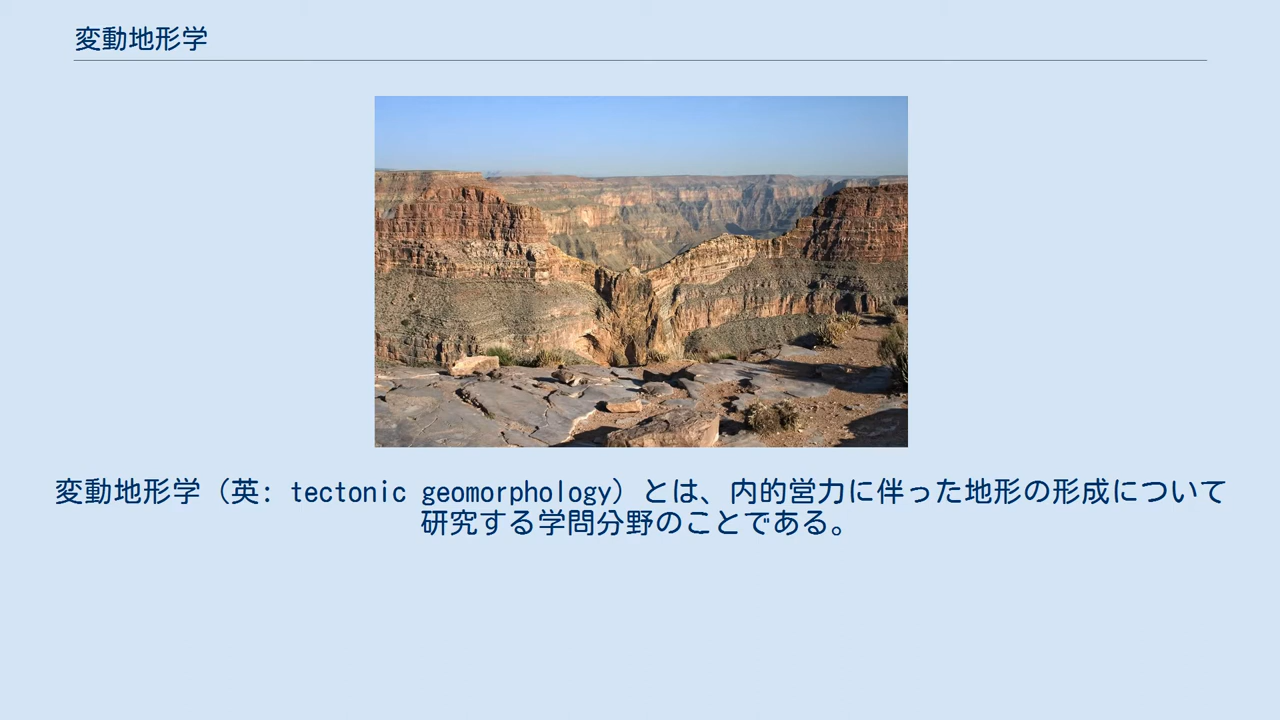 変動地形学
変動地形学（英: tectonic geomorphology）とは、内的営力に伴った地形の形成について
研究する学問分野のことである。